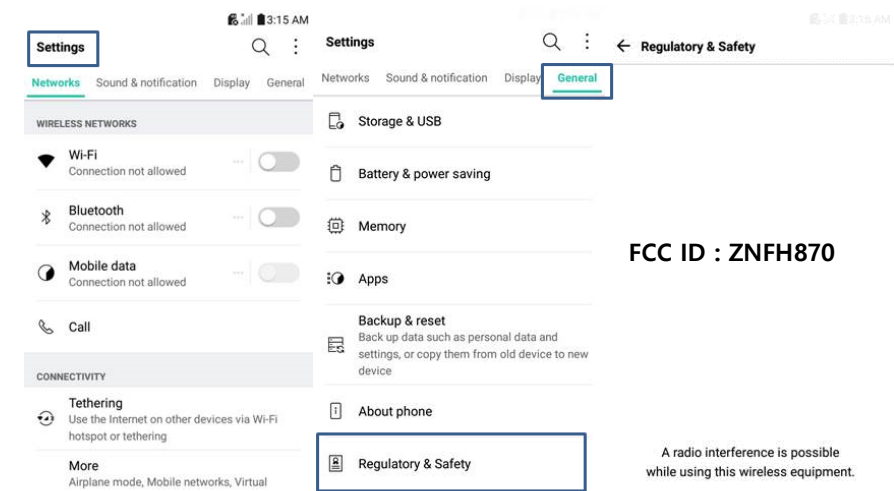 3:15 AM
Settings
Networks Sound & notification Display General
WIRELESS NETWORKS
Wi-Fi
Connection not allowed
Bluetooth
Connection not allowed
Mobile data
Connection not allowed
Call
CONNECTIVITY
Tethering
Use the Internet on other devices via Wi-Fi
hotspot or tethering
More
Airplane mode, Mobile networks, Virtual
Settings
Networks Sound & notification Display General
Storage & USB
Battery & power saving
Memory
Apps
Backup & reset
Back up data such as personal data and
settings, or copy them from old device to new
device
About phone
Regulatory & Safety
Regulatory & Safety
FCC ID : ZNFH870
A radio interference is possible
while using this wireless equipment.